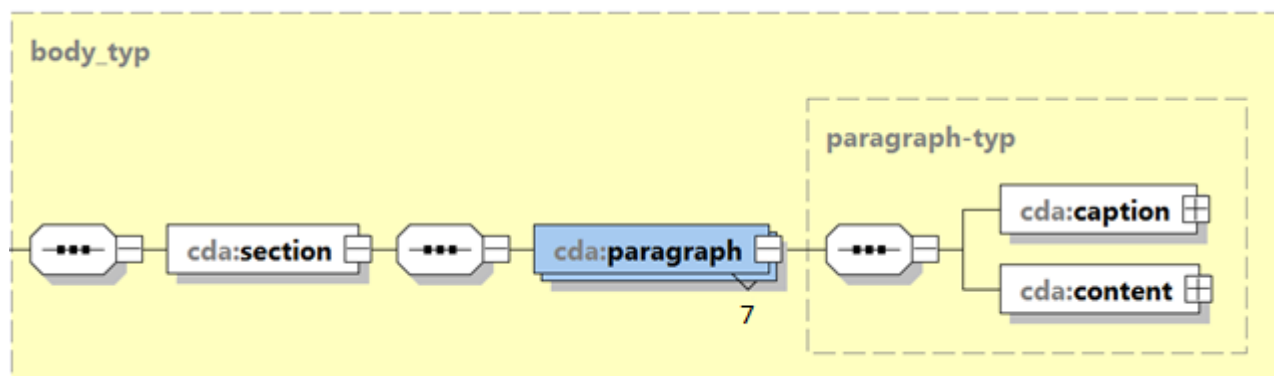 body_typ
paragraph-typ
cda:caption
cda:section
cda:paragraph
cda:content
7